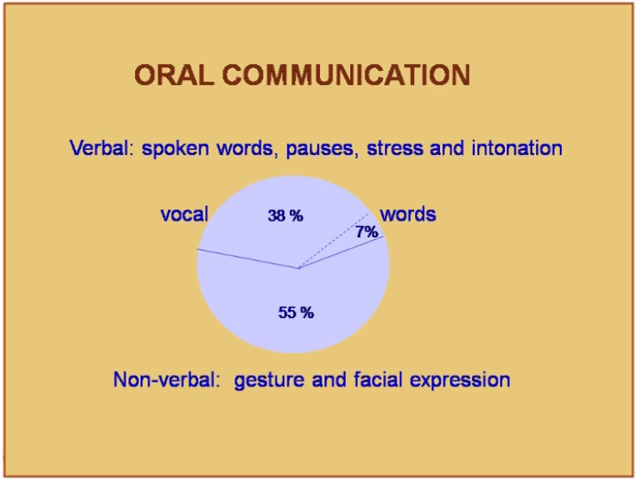 ORAL COMMUNICATION
Verbal: spoken words, pauses, stress and intonation
vocal 38 % words
7%
55 %
Non-verbal: gesture and facial expression